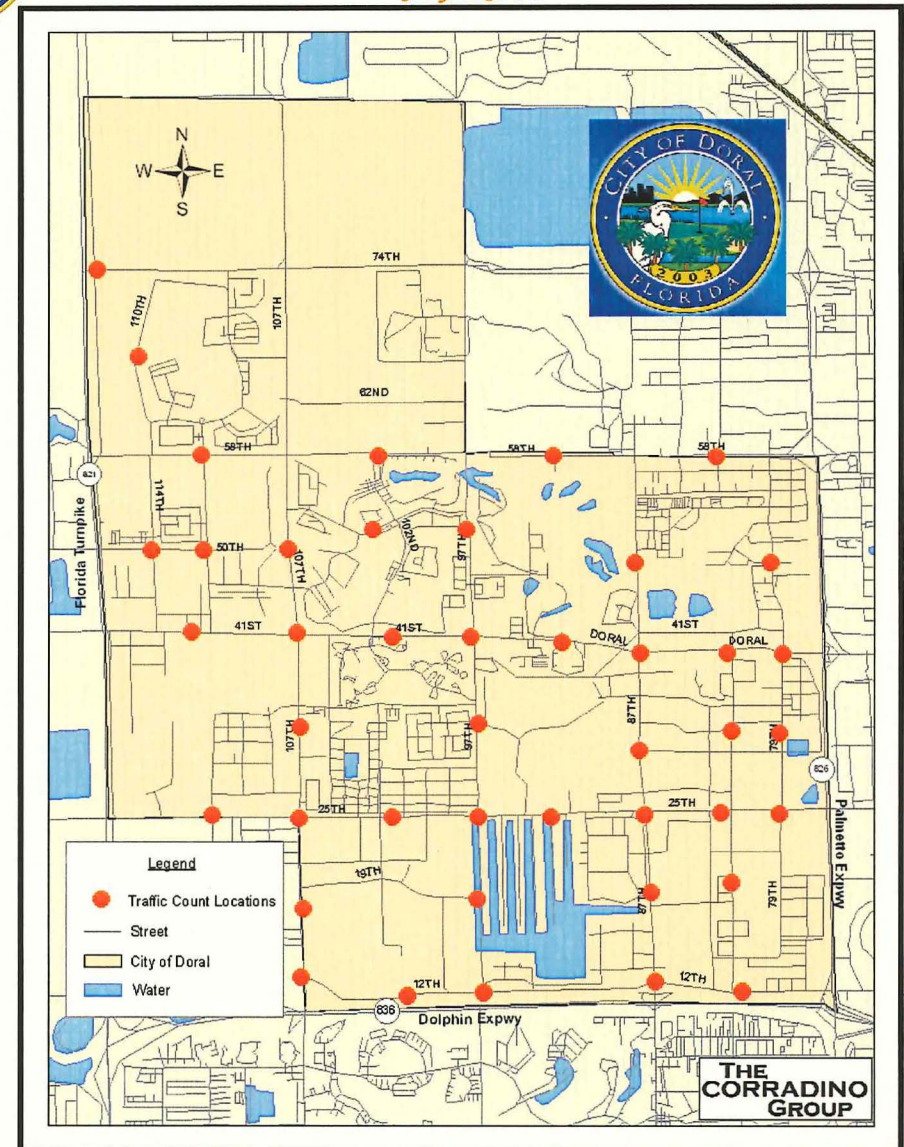 N
W E
S
CITY OF DORAL
2003
FLORIDA
74TH
110TH
107TH
62ND
58TH
58TH
58TH
821
Florida Turnpike
114TH
50TH
107TH
102ND
97TH
41ST
41ST
DORAL
41ST
DORAL
107TH
97TH
87TH
79TH
826
Palmetto Expwy
25TH
25TH
19TH
87TH
79TH
12TH
12TH
836
Dolphin Expwy
Legend
Traffic Count Locations
Street
City of Doral
Water
THE
CORRADINO
GROUP